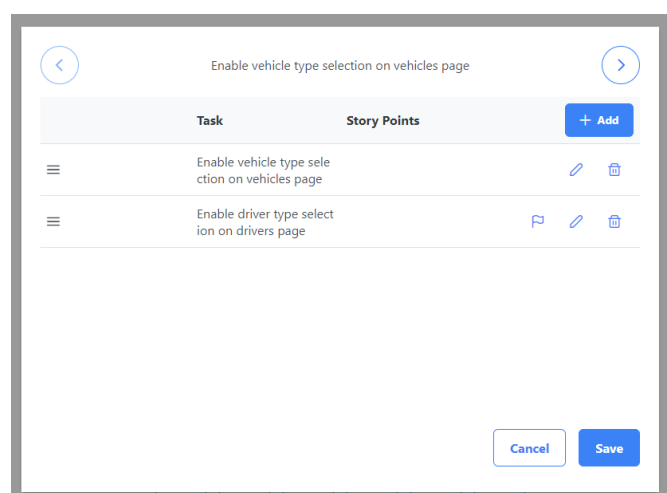 Enable vehicle type selection on vehicles page
Task Story Points Add
Enable vehicle type sele
ction on vehicles page
Enable driver type select
ion on drivers page
Cancel Save